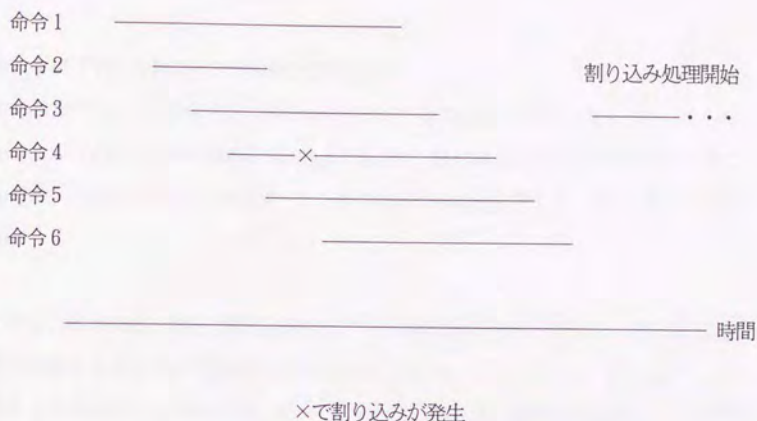 命令1
命令2
割り込み処理開始
命令3
・・・
命令4
×
命令5
命令6
時間
×で割り込みが発生